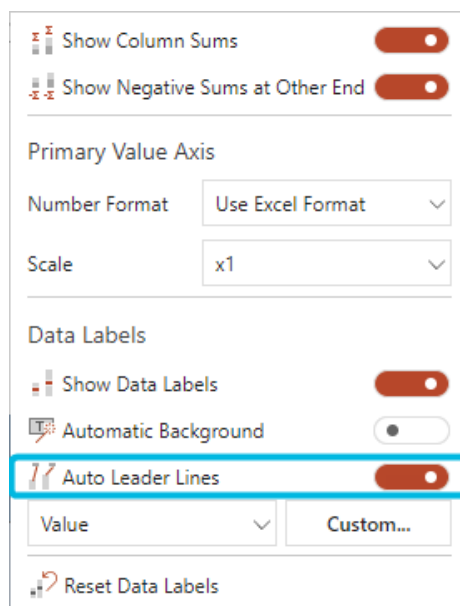 Show Column Sums
Show Negative Sums at Other End
Primary Value Axis
Number Format Use Excel Format
Scale x1
Data Labels
Show Data Labels
Automatic Background
Auto Leader Lines
Value Custom...
Reset Data Labels